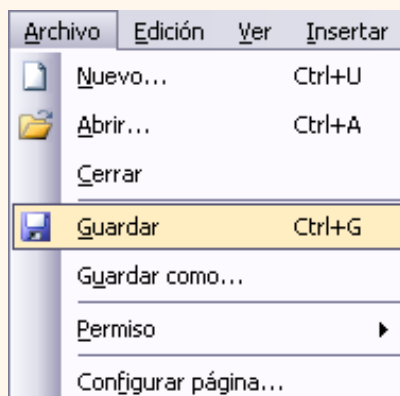 Archivo Edición Ver Insertar
Nuevo... Ctrl+U
Abrir... Ctrl+A
Cerrar
Guardar Ctrl+G
Guardar como...
Permiso
Configurar página...